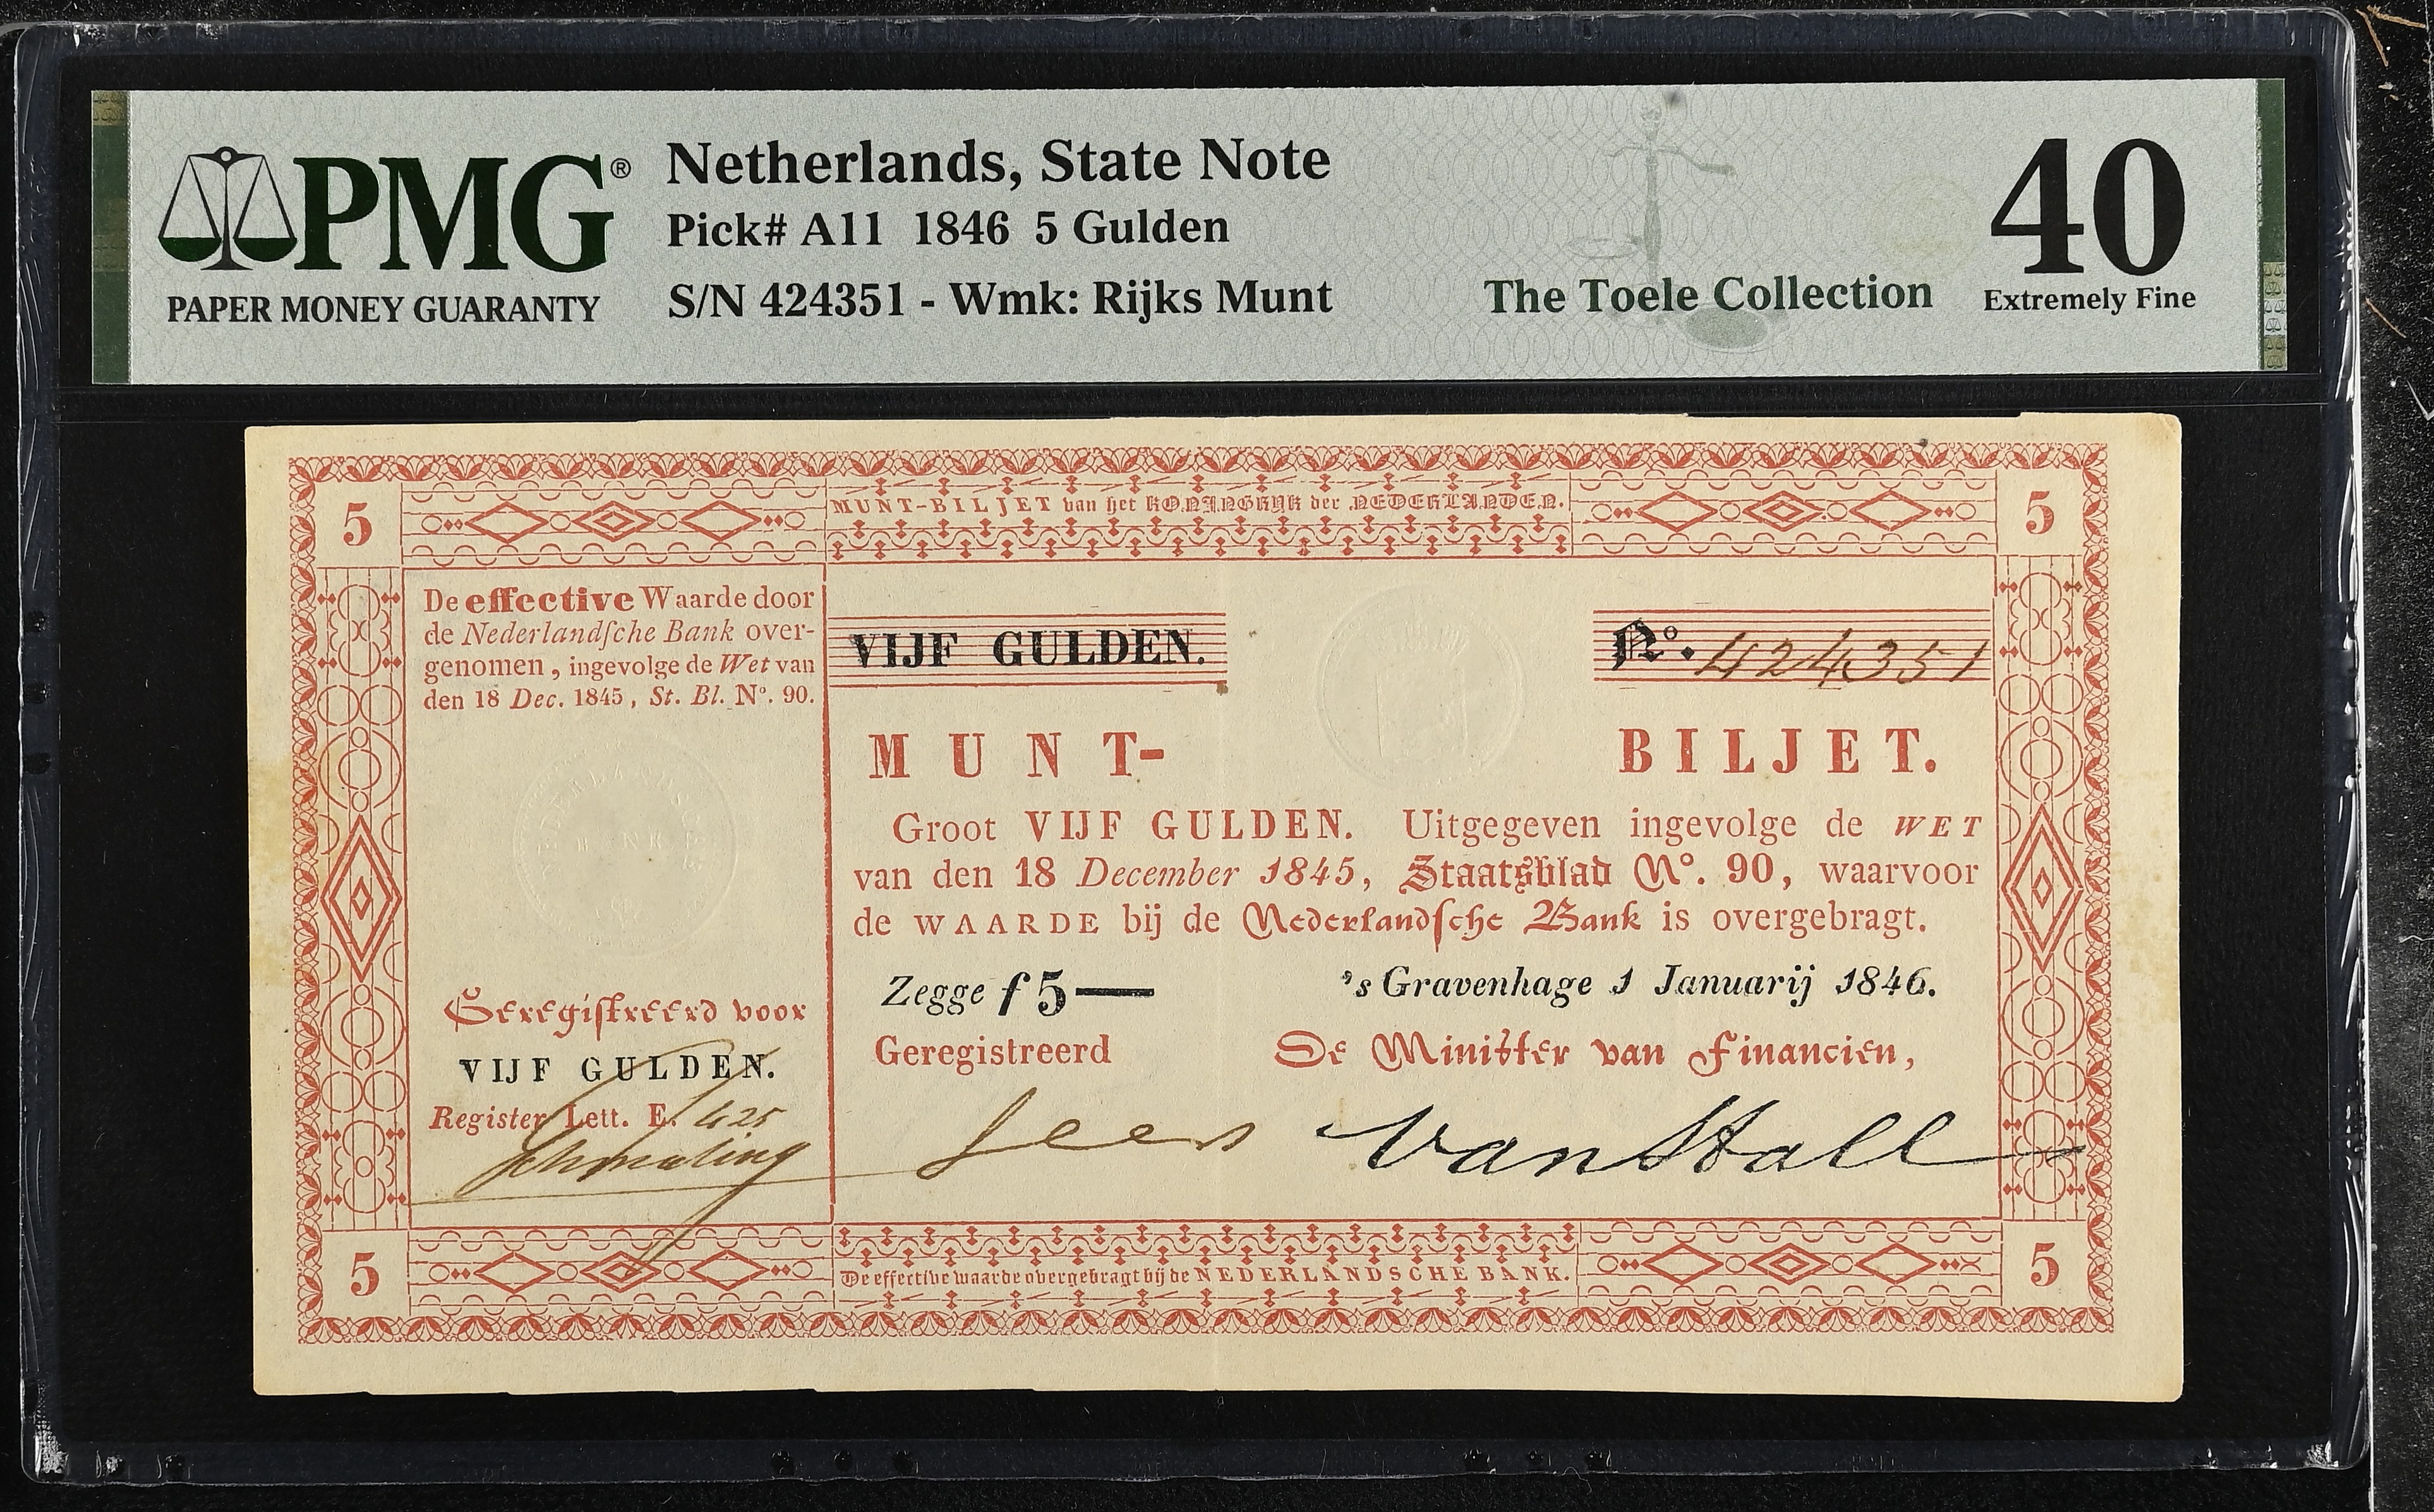 PMG®
PAPER MONEY GUARANTY
Netherlands, State Note
Pick# A11 1846 5 Gulden
S/N 424351 - Wmk: Rijks Munt
The Toele Collection
40
Extremely Fine
5
MUNT-BILJET van het KONINGRIJK der NEDERLANDEN.
5
De effective Waarde door
de Nederlandſche Bank over-
genomen, ingevolge de Wet van
den 18 Dec. 1845, St. Bl. No. 90.
VIJF GULDEN.
No. 424351
MUNT-BILJET.
Groot VIJF GULDEN. Uitgegeven ingevolge de WET
van den 18 December 1845, Staatsblad No. 90, waarvoor
de WAARDE bij de Nederlandſche Bank is overgebragt.
Zegge f 5—
's Gravenhage 1 Januarij 1846.
Geregistreerd
De Minister van Financien,
Van Hall
Geregiſtreerd voor
VIJF GULDEN.
Register Lett. E. 425
5
De effective waarde overgebragt bij de NEDERLANDSCHE BANK.
5